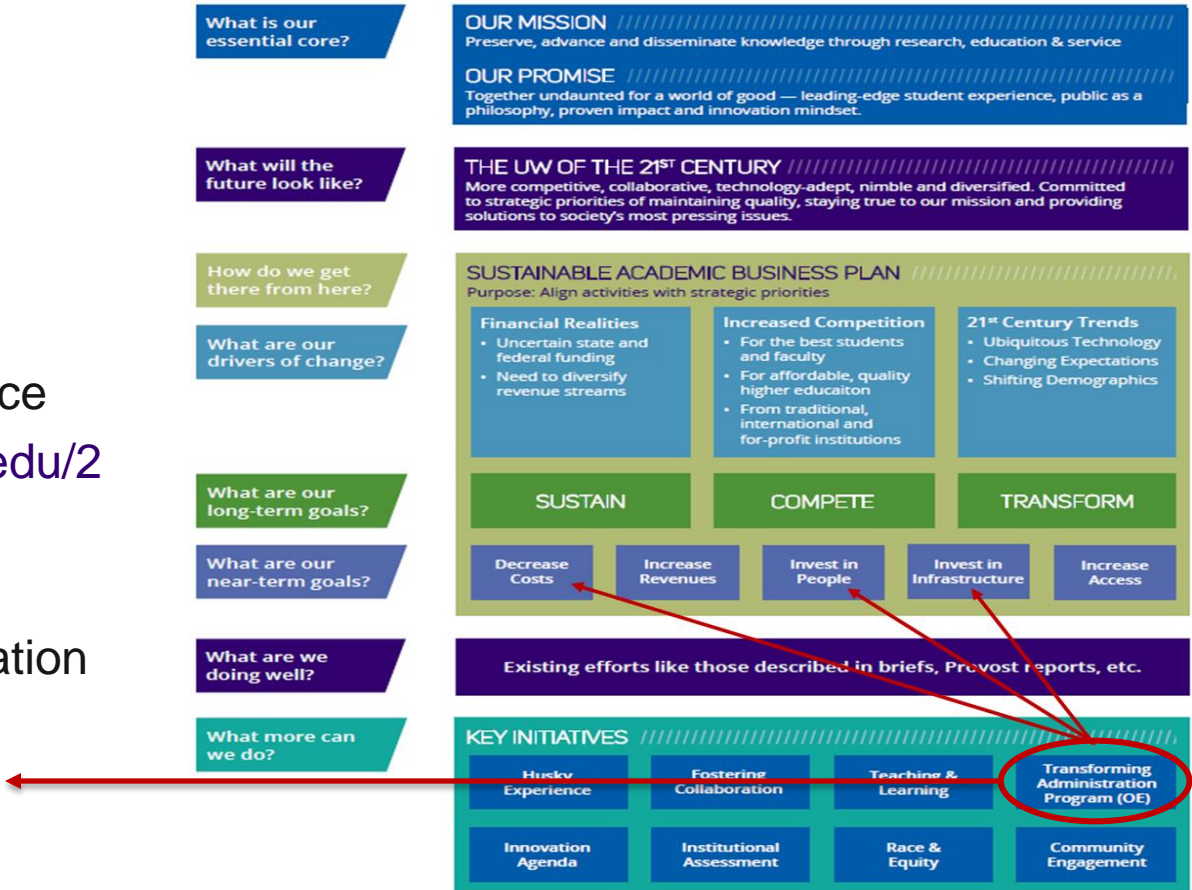 What is our
essential core?
OUR MISSION
Preserve, advance and disseminate knowledge through research, education & service
OUR PROMISE
Together undaunted for a world of good — leading-edge student experience, public as a
philosophy, proven impact and innovation mindset.
What will the
future look like?
THE UW OF THE 21ST CENTURY
More competitive, collaborative, technology-adept, nimble and diversified. Committed
to strategic priorities of maintaining quality, staying true to our mission and providing
solutions to society's most pressing issues.
How do we get
there from here?
SUSTAINABLE ACADEMIC BUSINESS PLAN
Purpose: Align activities with strategic priorities
What are our
drivers of change?
Financial Realities
• Uncertain state and
federal funding
• Need to diversify
revenue streams
Increased Competition
• For the best students
and faculty
• For affordable, quality
higher educaiton
• From traditional,
international and
for-profit institutions
21st Century Trends
• Ubiquitous Technology
• Changing Expectations
• Shifting Demographics
ce
edu/2
What are our
long-term goals?
SUSTAIN
COMPETE
TRANSFORM
What are our
near-term goals?
Decrease
Costs
Increase
Revenues
Invest in
People
Invest in
Infrastructure
Increase
Access
ation
What are we
doing well?
Existing efforts like those described in briefs, Provost reports, etc.
What more can
we do?
KEY INITIATIVES
Husky
Experience
Fostering
Collaboration
Teaching &
Learning
Transforming
Administration
Program (OE)
Innovation
Agenda
Institutional
Assessment
Race &
Equity
Community
Engagement